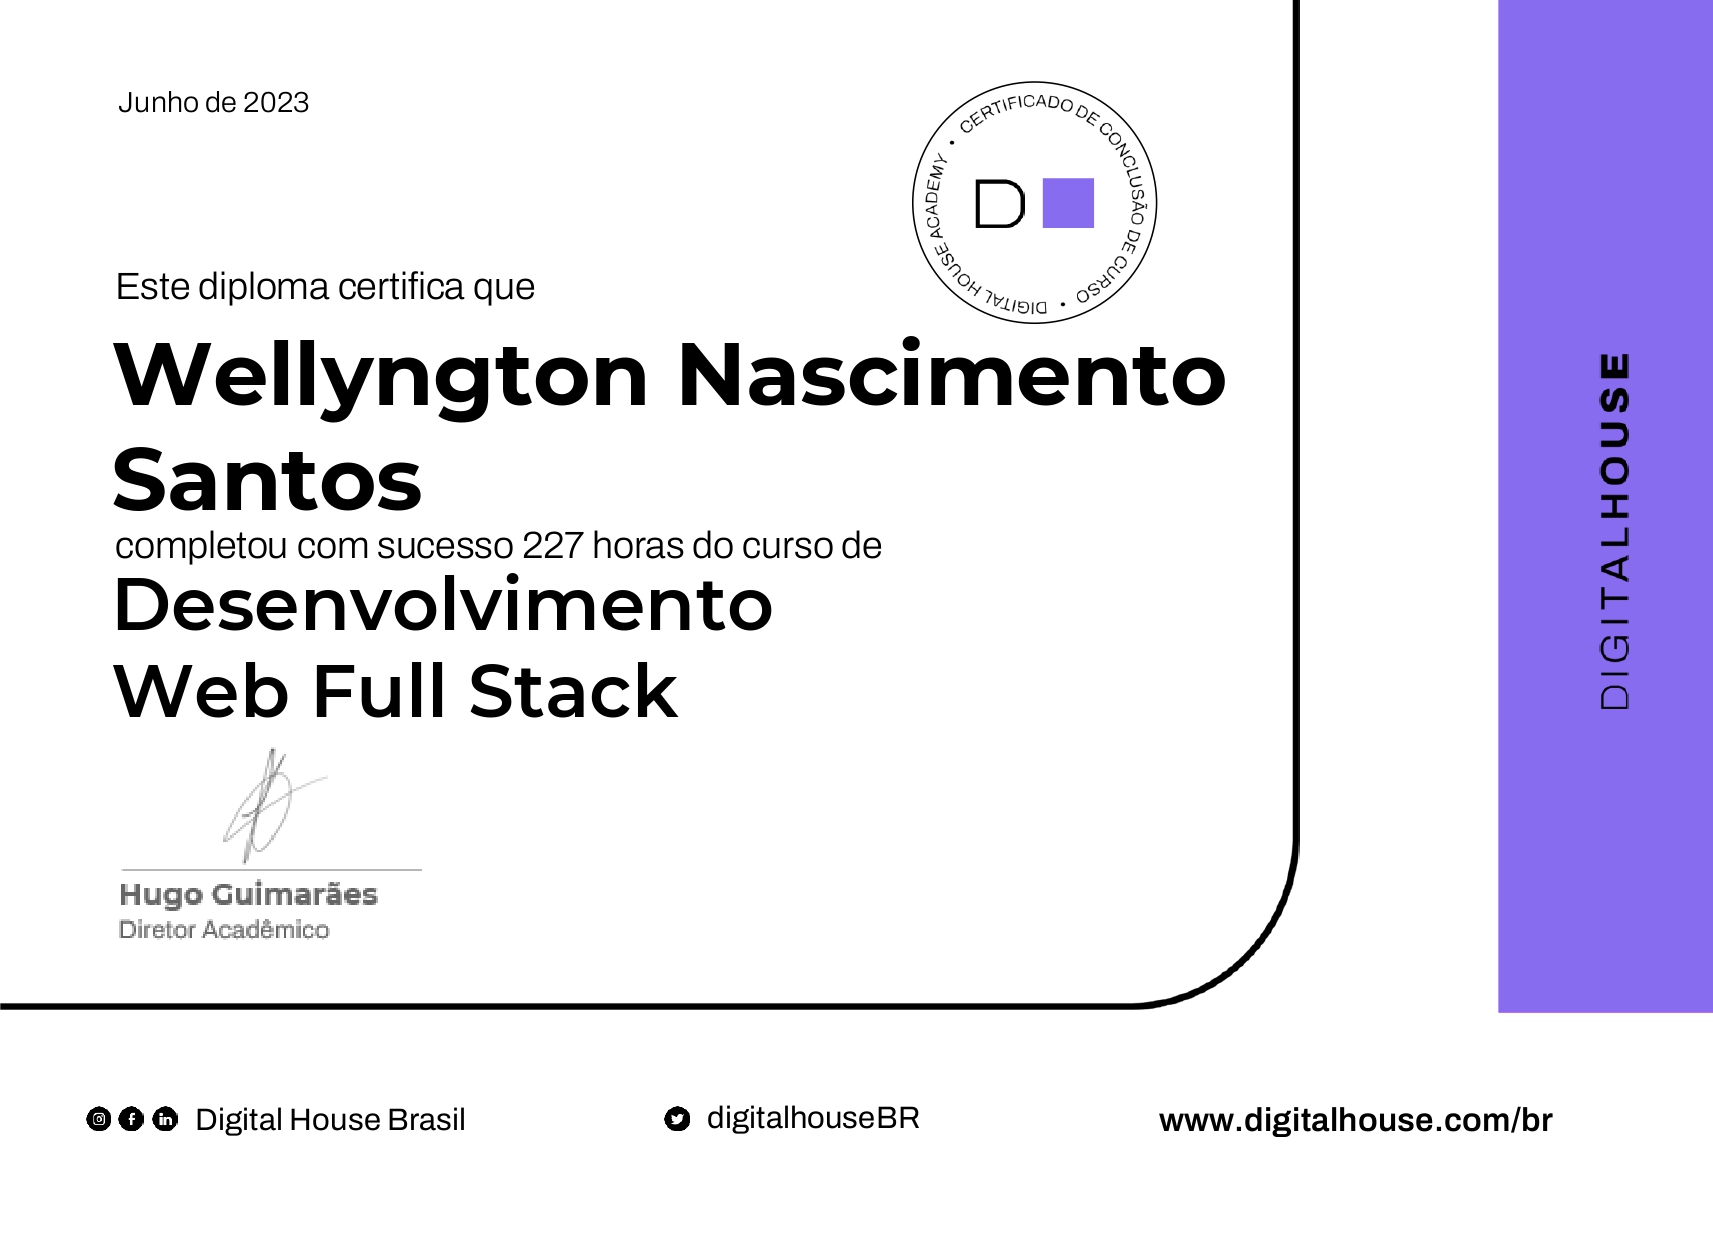 Junho de 2023
CERTIFICADO DE CONCLUSÃO DE CURSO • DIGITAL HOUSE ACADEMY •
D
Este diploma certifica que
Wellyngton Nascimento
Santos
completou com sucesso 227 horas do curso de
Desenvolvimento
Web Full Stack
Hugo Guimarães
Diretor Acadêmico
DIGITALHOUSE
Digital House Brasil
digitalhouseBR
www.digitalhouse.com/br